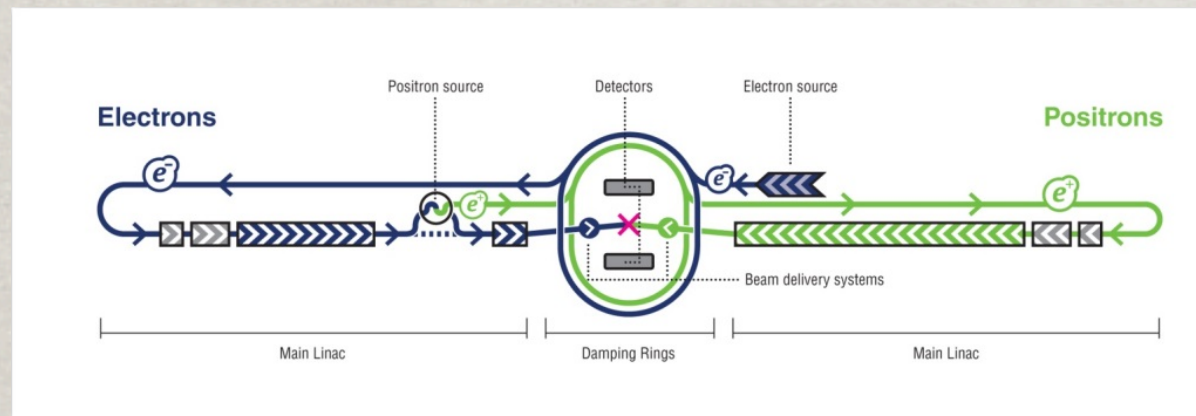 Positron source
Detectors
Electron source
Electrons
Positrons
e⁻
e⁻
e⁺
e⁺
Beam delivery systems
Main Linac
Damping Rings
Main Linac